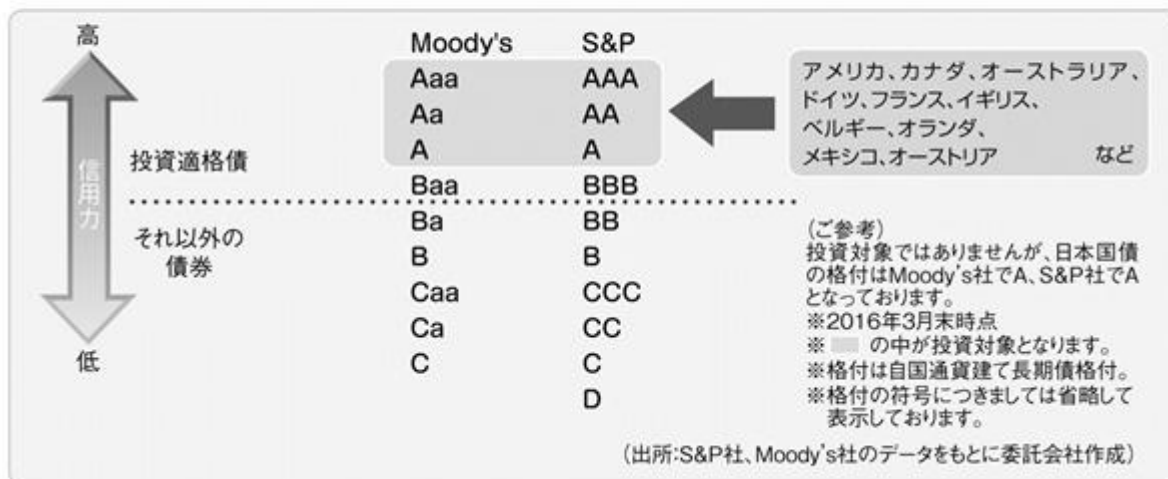 高
信用力
低
投資適格債
それ以外の
債券
Moody's S&P
Aaa AAA
Aa AA
A A
Baa BBB
Ba BB
B B
Caa CCC
Ca CC
C C
D
アメリカ、カナダ、オーストラリア、
ドイツ、フランス、イギリス、
ベルギー、オランダ、
メキシコ、オーストリア など
(ご参考)
投資対象ではありませんが、日本国債
の格付はMoody's社でA、S&P社でA
となっております。
※2016年3月末時点
※ の中が投資対象となります。
※格付は自国通貨建て長期債格付。
※格付の符号につきましては省略して
表示しております。
(出所:S&P社、Moody's社のデータをもとに委託会社作成)